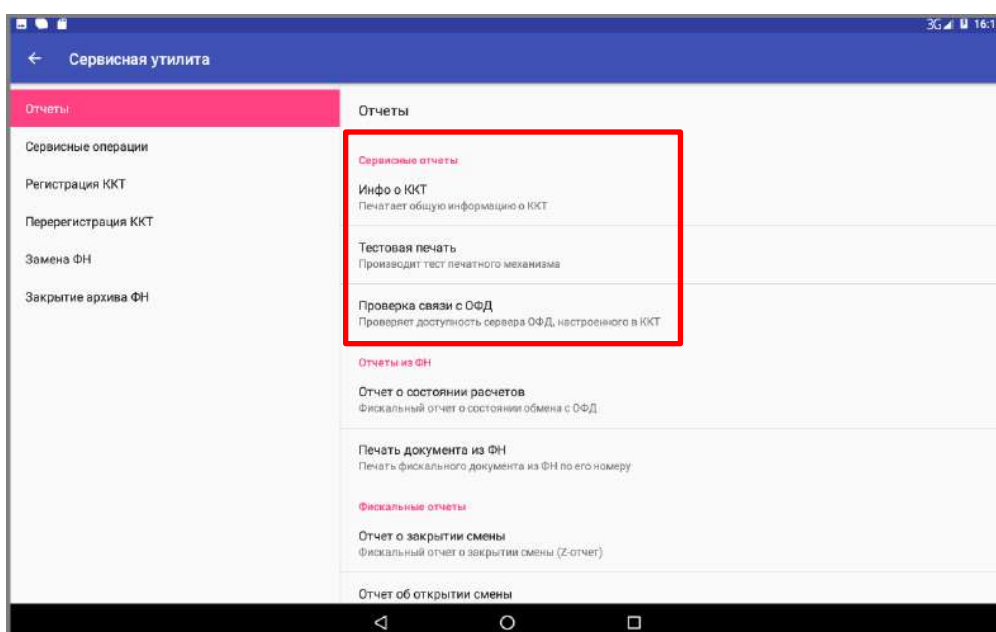 3G 16:1
Сервисная утилита
Отчеты
Сервисные операции
Регистрация ККТ
Перерегистрация ККТ
Замена ФН
Закрытие архива ФН
Отчеты
Сервисные отчеты
Инфо о ККТ
Печатает общую информацию о ККТ
Тестовая печать
Производит тест печатного механизма
Проверка связи с ОФД
Проверяет доступность сервера ОФД, настроенного в ККТ
Отчеты из ФН
Отчет о состоянии расчетов
Фискальный отчет о состоянии обмена с ОФД
Печать документа из ФН
Печать фискального документа из ФН по его номеру
Фискальные отчеты
Отчет о закрытии смены
Фискальный отчет о закрытии смены (Z-отчет)
Отчет об открытии смены